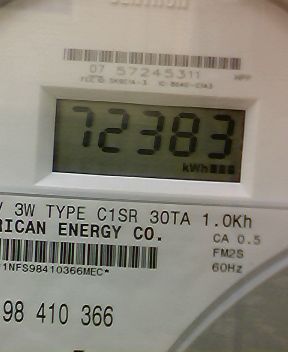 07 57245311
72383
kWh
V 3W TYPE C1SR 30TA 1.0Kh
RICAN ENERGY CO.
CA 0.5
FM2S
60Hz
1NFS98410366MEC*
98 410 366